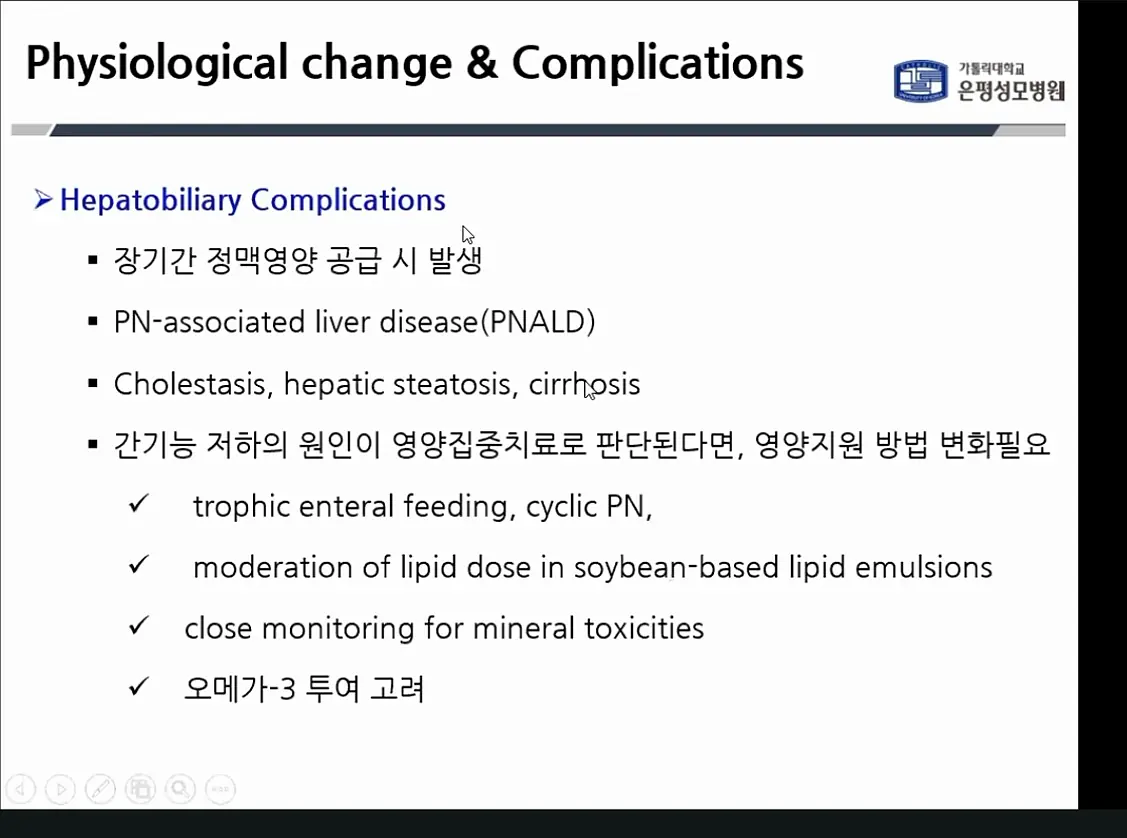 Physiological change & Complications
가톨릭대학교
은평성모병원
Hepatobiliary Complications
장기간 정맥영양 공급 시 발생
PN-associated liver disease(PNALD)
Cholestasis, hepatic steatosis, cirrhosis
간기능 저하의 원인이 영양집중치료로 판단된다면, 영양지원 방법 변화필요
trophic enteral feeding, cyclic PN,
moderation of lipid dose in soybean-based lipid emulsions
close monitoring for mineral toxicities
오메가-3 투여 고려